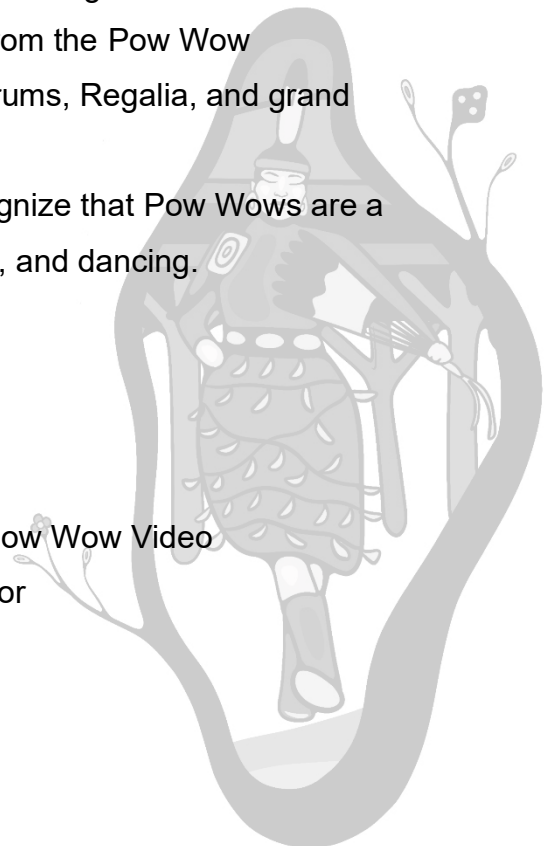 om the Pow Wow
rums, Regalia, and grand
gnize that Pow Wows are a
, and dancing.
ow Wow Video
or